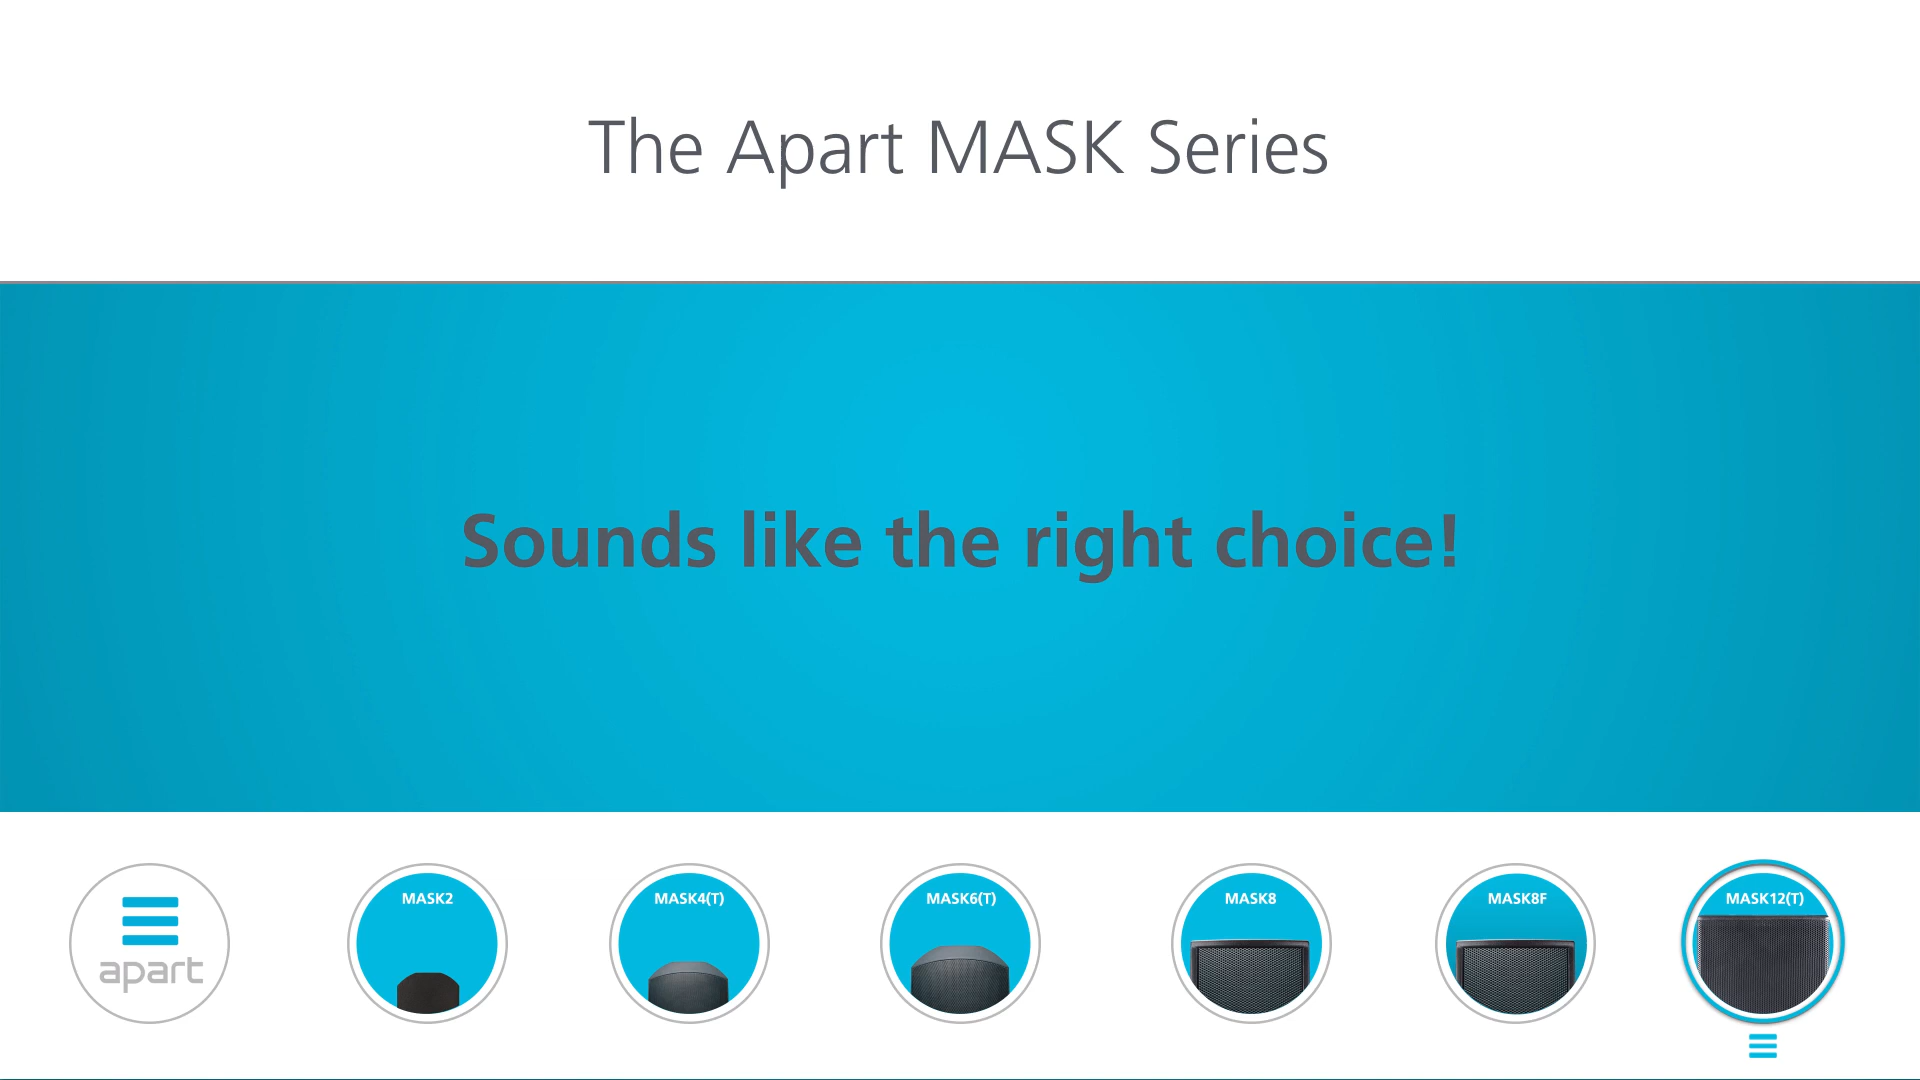 The Apart MASK Series
Sounds like the right choice!
apart
MASK2
MASK4(T)
MASK6(T)
MASK8
MASK8F
MASK12(T)